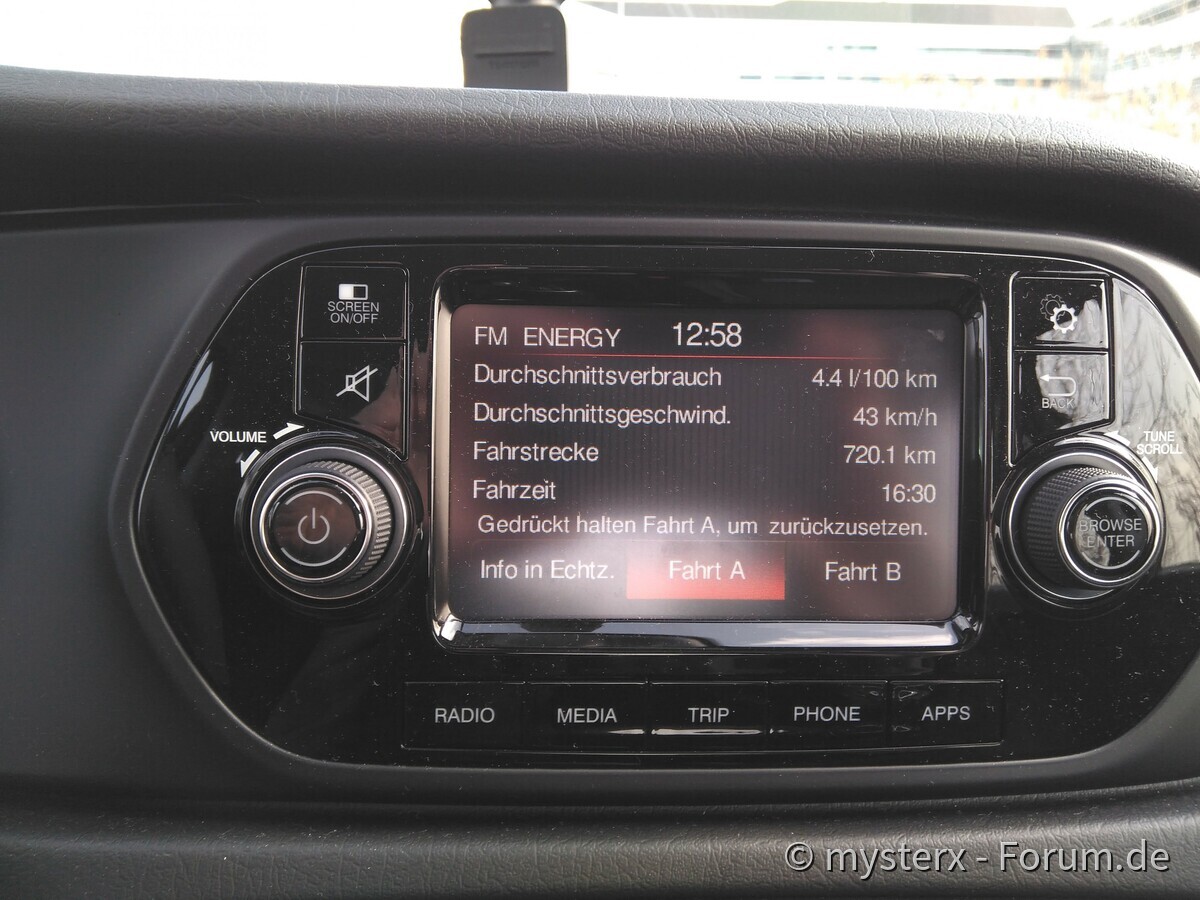 SCREEN
ON/OFF
VOLUME
FM ENERGY 12:58
Durchschnittsverbrauch 4.4 l/100 km
Durchschnittsgeschwind. 43 km/h
Fahrstrecke 720.1 km
Fahrzeit 16:30
Gedrückt halten Fahrt A, um zurückzusetzen.
Info in Echtz. Fahrt A Fahrt B
BACK
TUNE
SCROLL
BROWSE
ENTER
RADIO MEDIA TRIP PHONE APPS
© mysterx - Forum.de